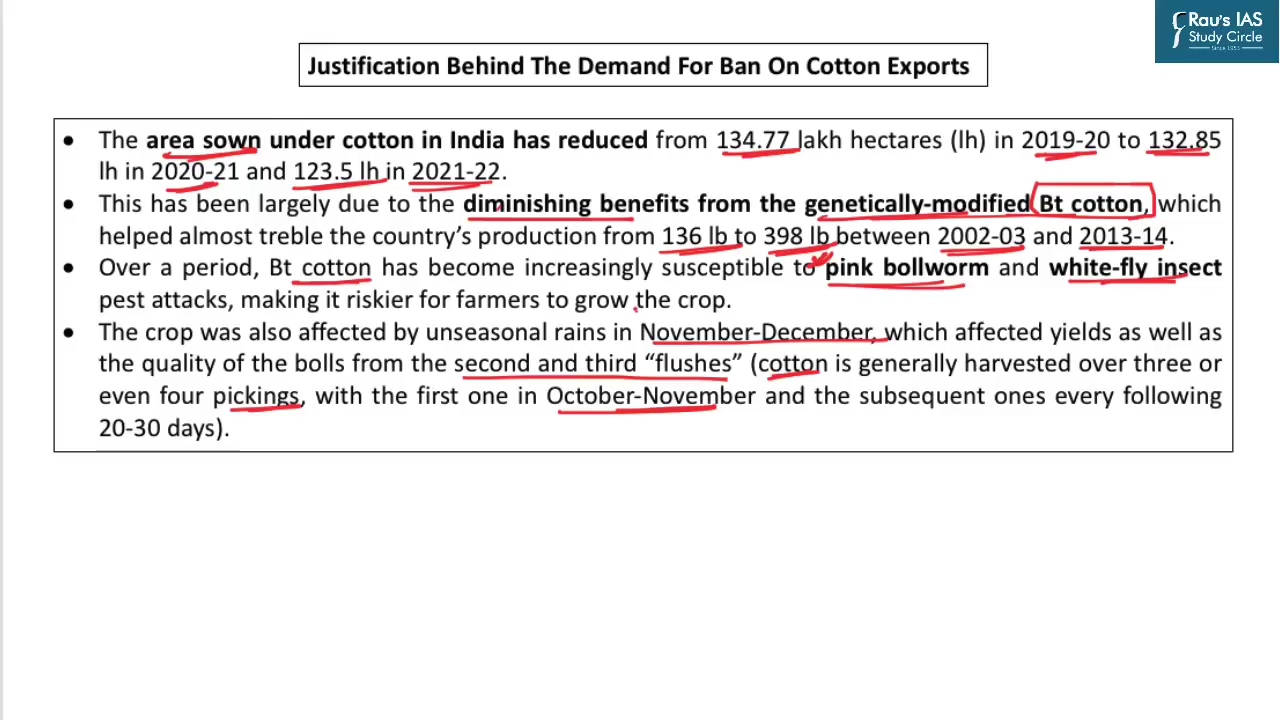 Rau's IAS
Study Circle
Since 1953
Justification Behind The Demand For Ban On Cotton Exports
• The area sown under cotton in India has reduced from 134.77 lakh hectares (lh) in 2019-20 to 132.85
lh in 2020-21 and 123.5 lh in 2021-22.
• This has been largely due to the diminishing benefits from the genetically-modified Bt cotton, which
helped almost treble the country’s production from 136 lb to 398 lb between 2002-03 and 2013-14.
• Over a period, Bt cotton has become increasingly susceptible to pink bollworm and white-fly insect
pest attacks, making it riskier for farmers to grow the crop.
• The crop was also affected by unseasonal rains in November-December, which affected yields as well as
the quality of the bolls from the second and third “flushes” (cotton is generally harvested over three or
even four pickings, with the first one in October-November and the subsequent ones every following
20-30 days).